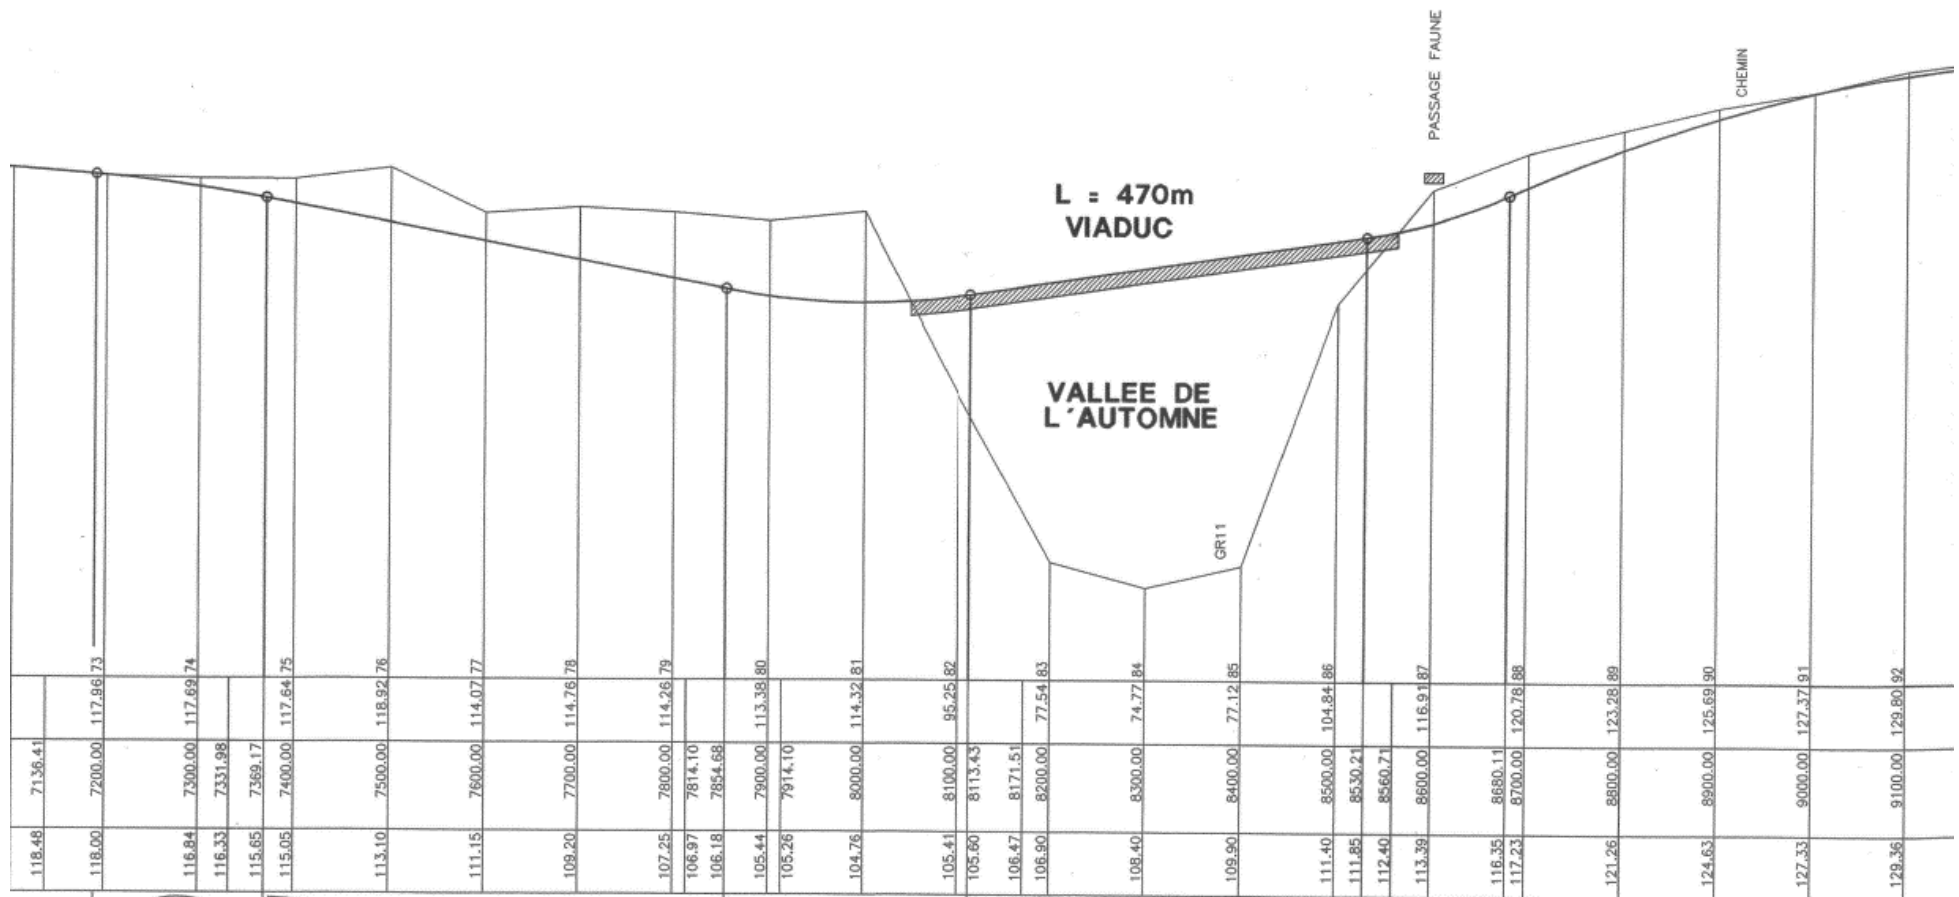 PASSAGE FAUNE
CHEMIN
L = 470m
VIADUC
VALLEE DE
L'AUTOMNE
GR11
73 74 75 76 77 78 79 80 81 82 83 84 85 86 87 88 89 90 91 92
117.96 117.69 117.64 118.92 114.07 114.76 114.26 113.38 114.32 95.25 77.54 74.77 77.12 104.84 116.91 120.78 123.28 125.69 127.37 129.80
7136.41 7200.00 7300.00 7331.98 7369.17 7400.00 7500.00 7600.00 7700.00 7800.00 7814.10 7854.68 7900.00 7914.10 8000.00 8100.00 8113.43 8171.51 8200.00 8300.00 8400.00 8500.00 8530.21 8560.71 8600.00 8680.11 8700.00 8800.00 8900.00 9000.00 9100.00
118.48 118.00 116.84 116.33 115.65 115.05 113.10 111.15 109.20 107.25 106.97 106.18 105.44 105.26 104.76 105.41 105.60 106.47 106.90 108.40 109.90 111.40 111.85 112.40 113.39 116.35 117.23 121.26 124.63 127.33 129.36